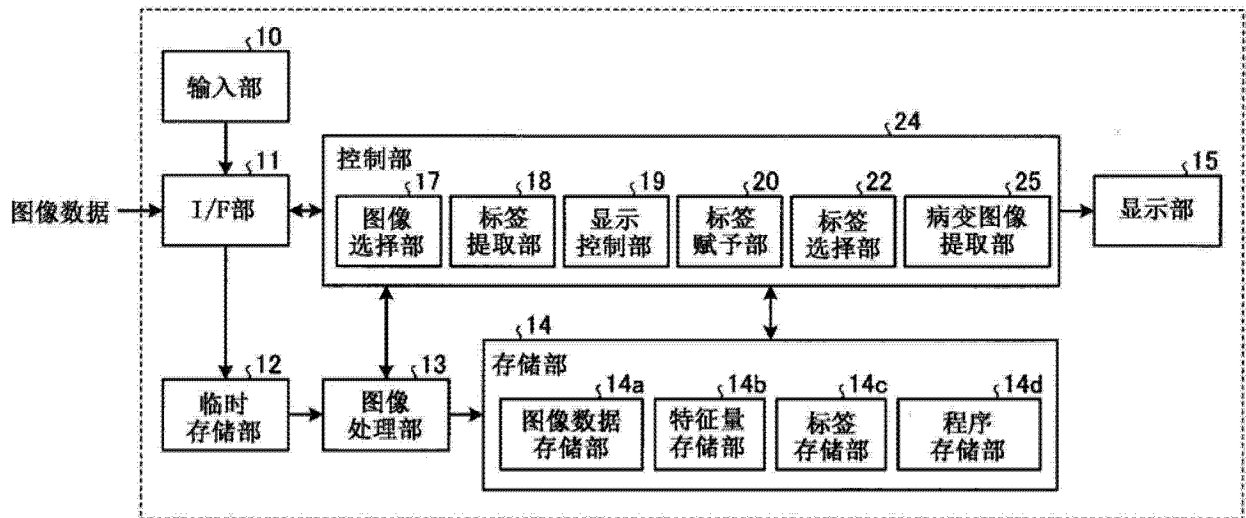 10
输入部
24
控制部
11
I/F部
图像数据
17
图像
选择部
18
标签
提取部
19
显示
控制部
20
标签
赋予部
22
标签
选择部
25
病变图像
提取部
15
显示部
12
临时
存储部
13
图像
处理部
14
存储部
14a
图像数据
存储部
14b
特征量
存储部
14c
标签
存储部
14d
程序
存储部